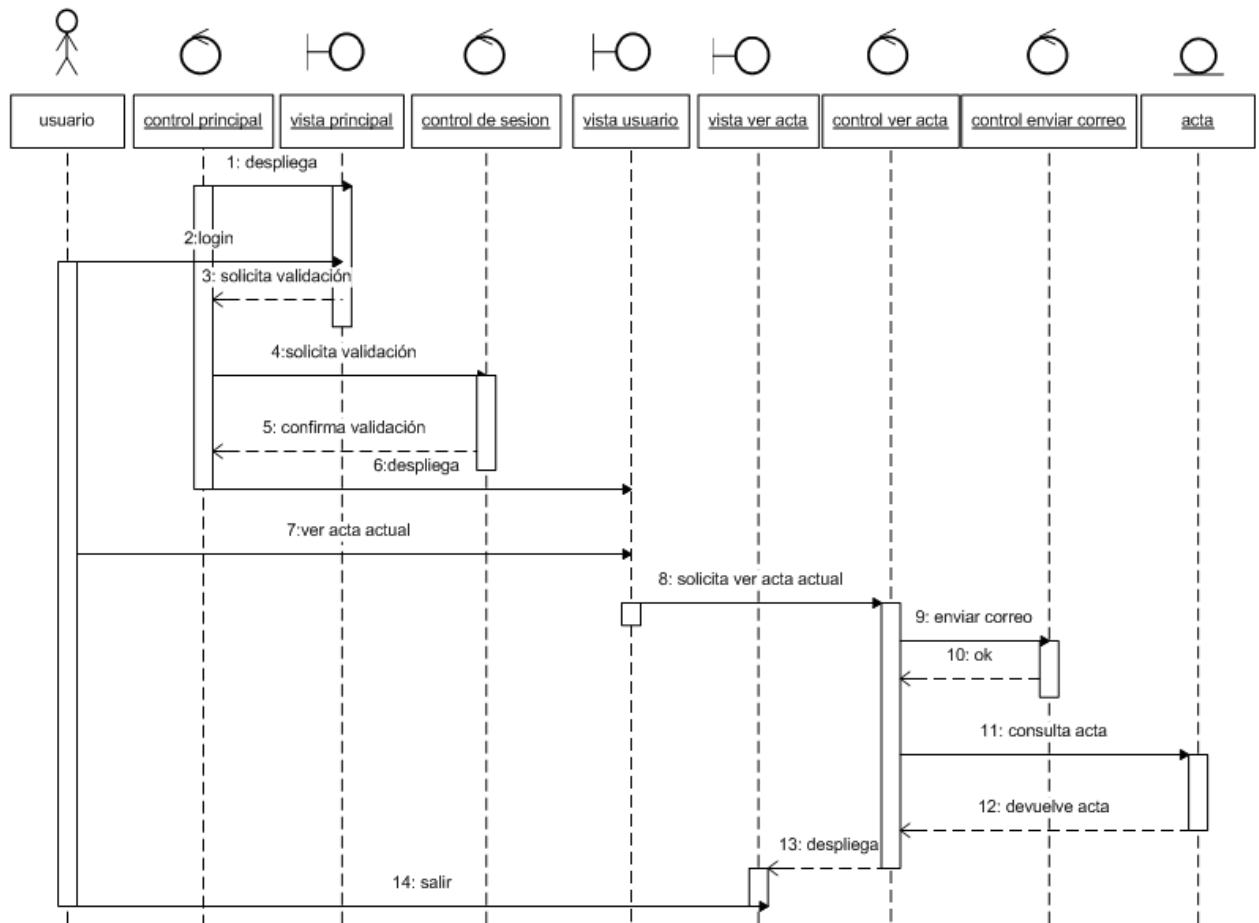 usuario
control principal
vista principal
control de sesion
vista usuario
vista ver acta
control ver acta
control enviar correo
acta
1: despliega
2:login
3: solicita validación
4:solicita validación
5: confirma validación
6:despliega
7:ver acta actual
8: solicita ver acta actual
9: enviar correo
10: ok
11: consulta acta
12: devuelve acta
13: despliega
14: salir